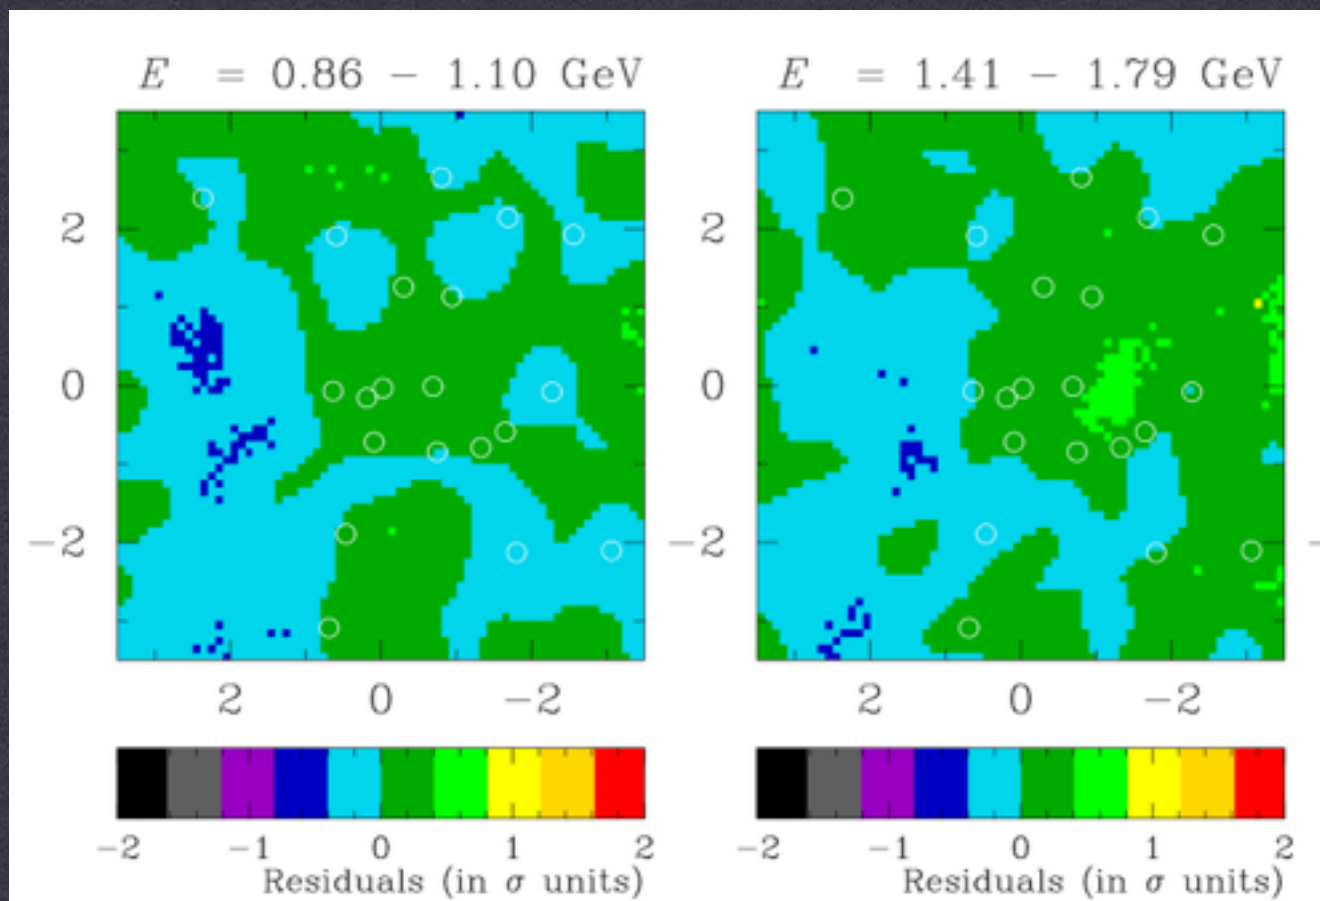 E = 0.86 − 1.10 GeV
2
0
−2
2 0 −2
−2 −1 0 1 2
Residuals (in σ units)
E = 1.41 − 1.79 GeV
2
0
−2
2 0 −2
−2 −1 0 1 2
Residuals (in σ units)